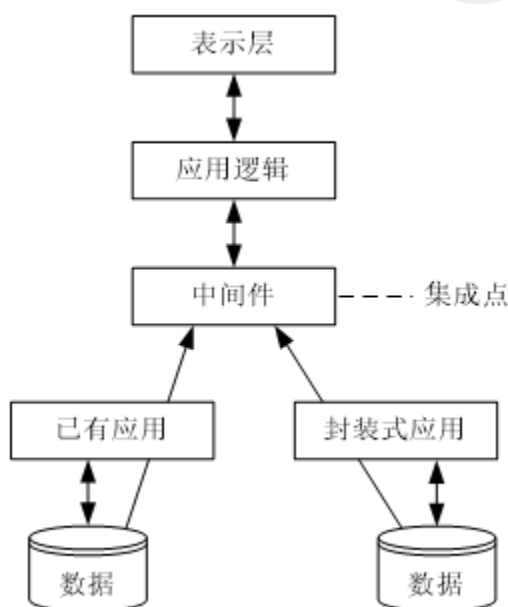 表示层
应用逻辑
中间件
集成点
已有应用
封装式应用
数据
数据